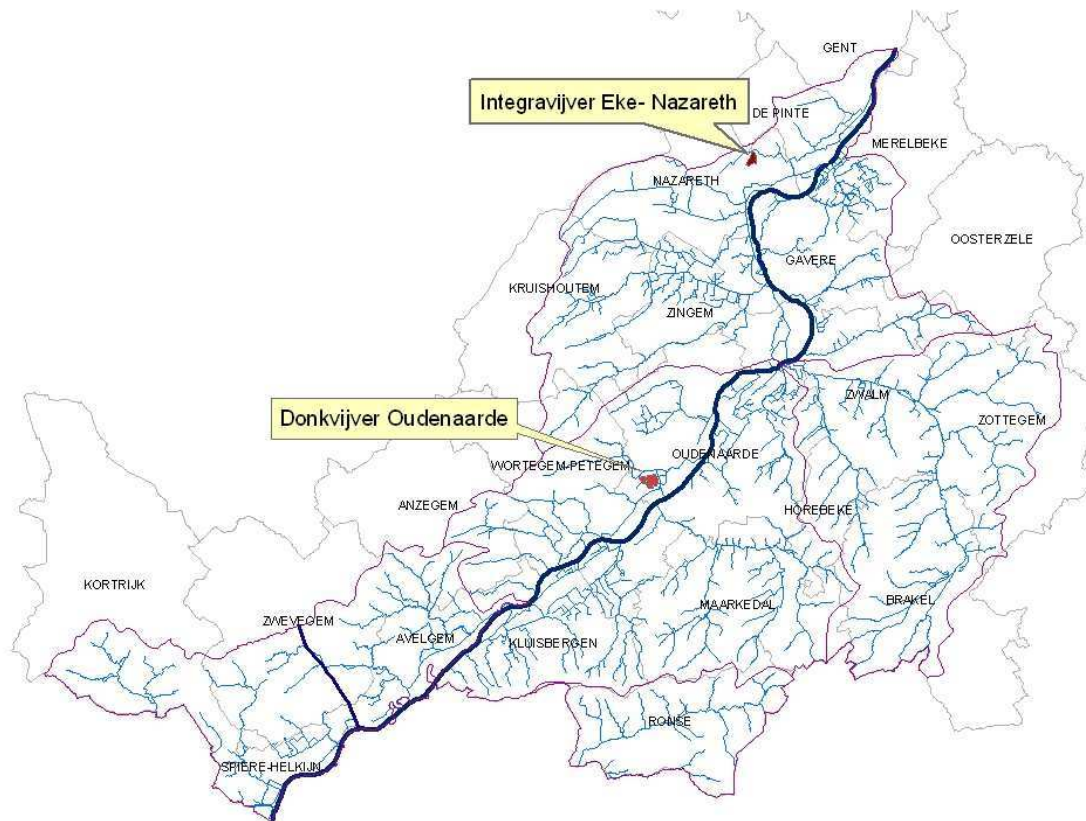 GENT
Integravijver Eke- Nazareth
DE PINTE
MERELBEKE
NAZARETH
OOSTERZELE
GAVERE
KRUISHOUTEM
ZINGEM
ZWALM
Donkvijver Oudenaarde
ZOTTEGEM
OUDENAARDE
WORTEGEM-PETEGEM
ANZEGEM
HOREBEKE
KORTRIJK
BRAKEL
MAARKEDAL
ZWEVEGEM
AVELGEM
KLUISBERGEN
RONSE
SPIERE-HELKIJN